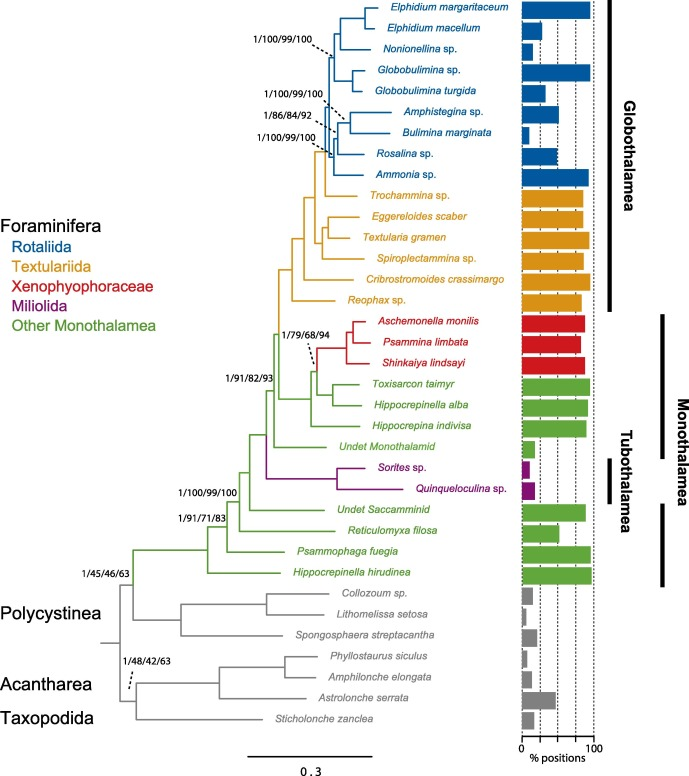 Elphidium margaritaceum
Elphidium macellum
1/100/99/100
Nonionellina sp.
Globobulimina sp.
Globobulimina turgida
1/100/99/100
Amphistegina sp.
1/86/84/92
Bulimina marginata
1/100/99/100
Rosalina sp.
Ammonia sp.
Trochammina sp.
Eggereloides scaber
Textularia gramen
Spiroplectammina sp.
Cribrostromoides crassimargo
Reophax sp.
Globothalamea
Foraminifera
Rotaliida
Textulariida
Xenophyophoraceae
Miliolida
Other Monothalamea
Aschemonella monilis
1/79/68/94
Psammina limbata
Shinkaiya lindsayi
1/91/82/93
Toxisarcon taimyr
Hippocrepinella alba
Hippocrepina indivisa
Undet Monothalamid
Monothalamea
Tubothalamea
Sorites sp.
Quinqueloculina sp.
1/100/99/100
Undet Saccamminid
1/91/71/83
Reticulomyxa filosa
Psammophaga fuegia
1/45/46/63
Hippocrepinella hirudinea
Polycystinea
Collozoum sp.
Lithomelissa setosa
Spongosphaera streptacantha
1/48/42/63
Phyllostaurus siculus
Acantharea
Amphilonche elongata
Astrolonche serrata
Taxopodida
Sticholonche zanclea
0 100
% positions
0.3